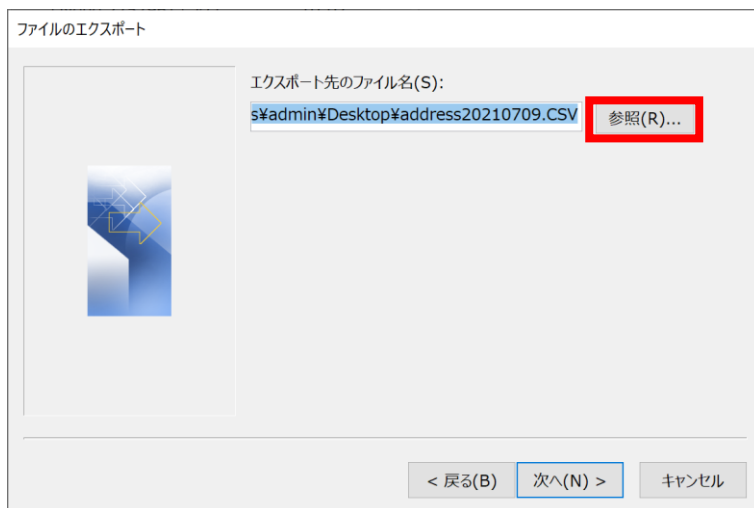 ファイルのエクスポート
エクスポート先のファイル名(S):
s¥admin¥Desktop¥address20210709.CSV
参照(R)...
< 戻る(B)
次へ(N) >
キャンセル